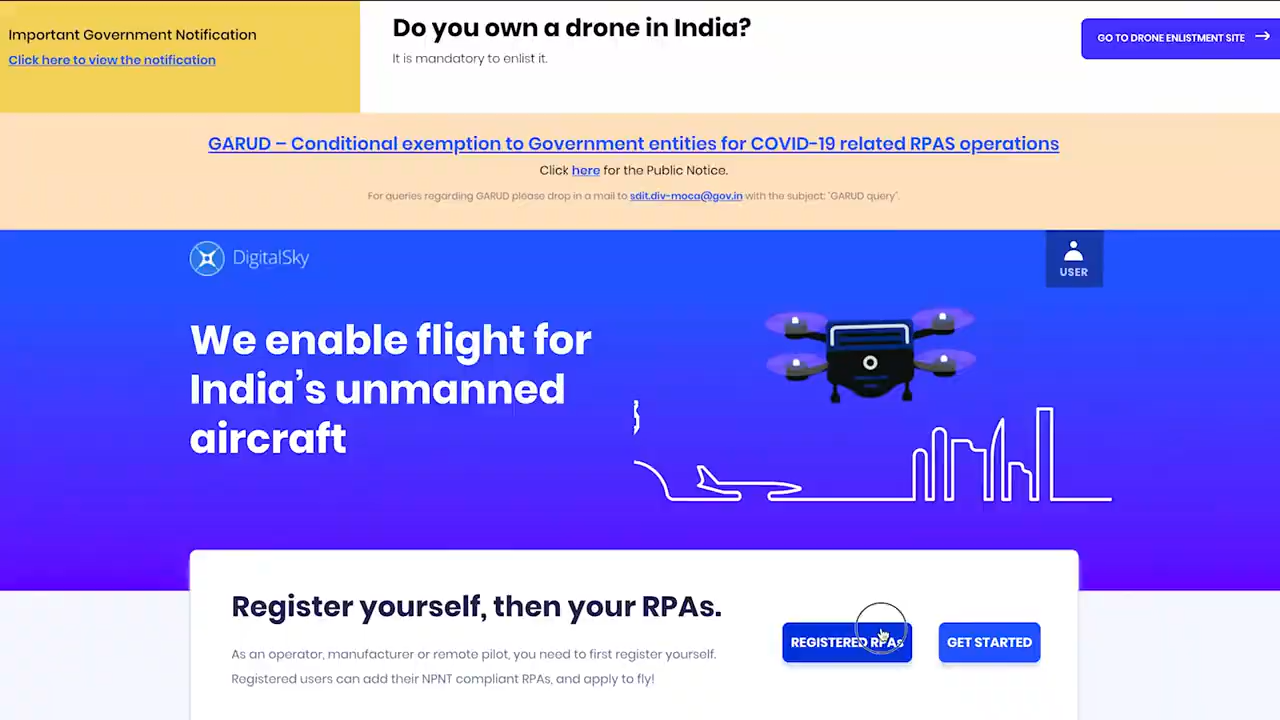 Important Government Notification
Click here to view the notification
Do you own a drone in India?
It is mandatory to enlist it.
GO TO DRONE ENLISTMENT SITE
GARUD – Conditional exemption to Government entities for COVID-19 related RPAS operations
Click here for the Public Notice.
For queries regarding GARUD please drop in a mail to sdit.div-moca@gov.in with the subject: "GARUD query".
DigitalSky
USER
We enable flight for
India's unmanned
aircraft
Register yourself, then your RPAs.
As an operator, manufacturer or remote pilot, you need to first register yourself.
Registered users can add their NPNT compliant RPAs, and apply to fly!
REGISTERED RPAs
GET STARTED